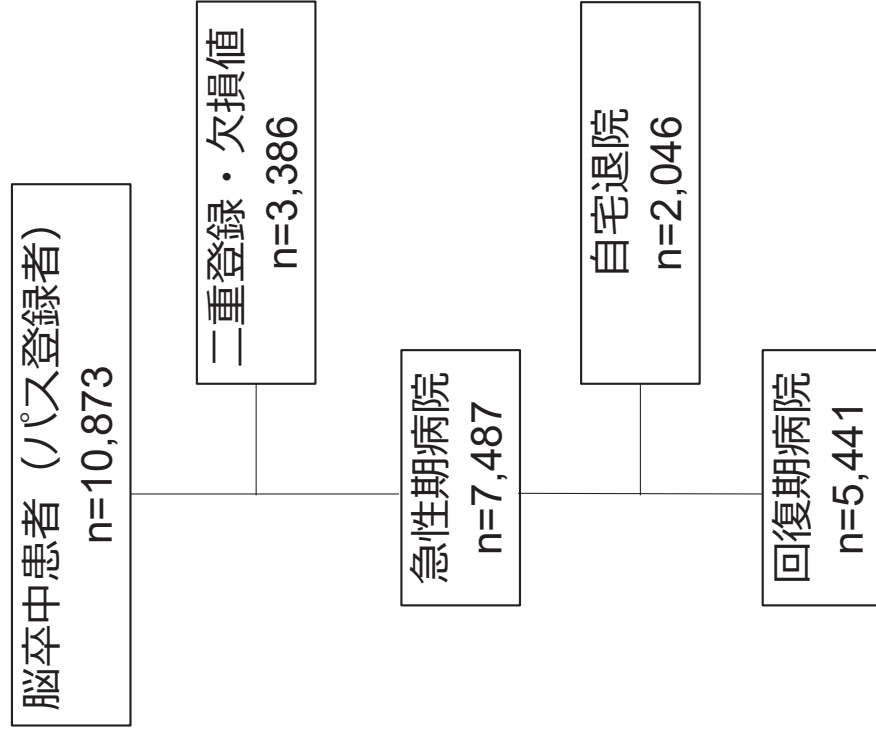 脳卒中患者（パス登録者）
n=10,873
二重登録・欠損値
n=3,386
急性期病院
n=7,487
自宅退院
n=2,046
回復期病院
n=5,441